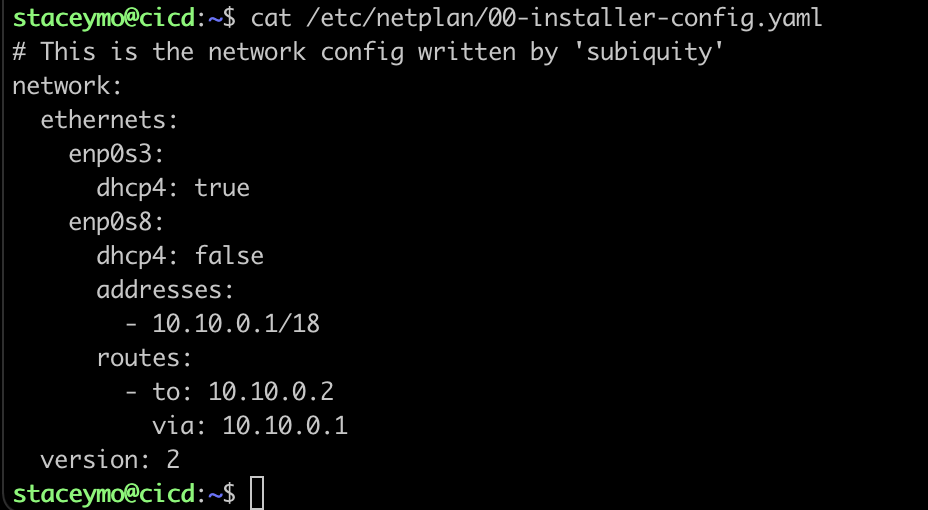 staceymo@cicd:~$ cat /etc/netplan/00-installer-config.yaml
# This is the network config written by 'subiquity'
network:
  ethernets:
    enp0s3:
      dhcp4: true
    enp0s8:
      dhcp4: false
      addresses:
        - 10.10.0.1/18
      routes:
        - to: 10.10.0.2
          via: 10.10.0.1
  version: 2
staceymo@cicd:~$